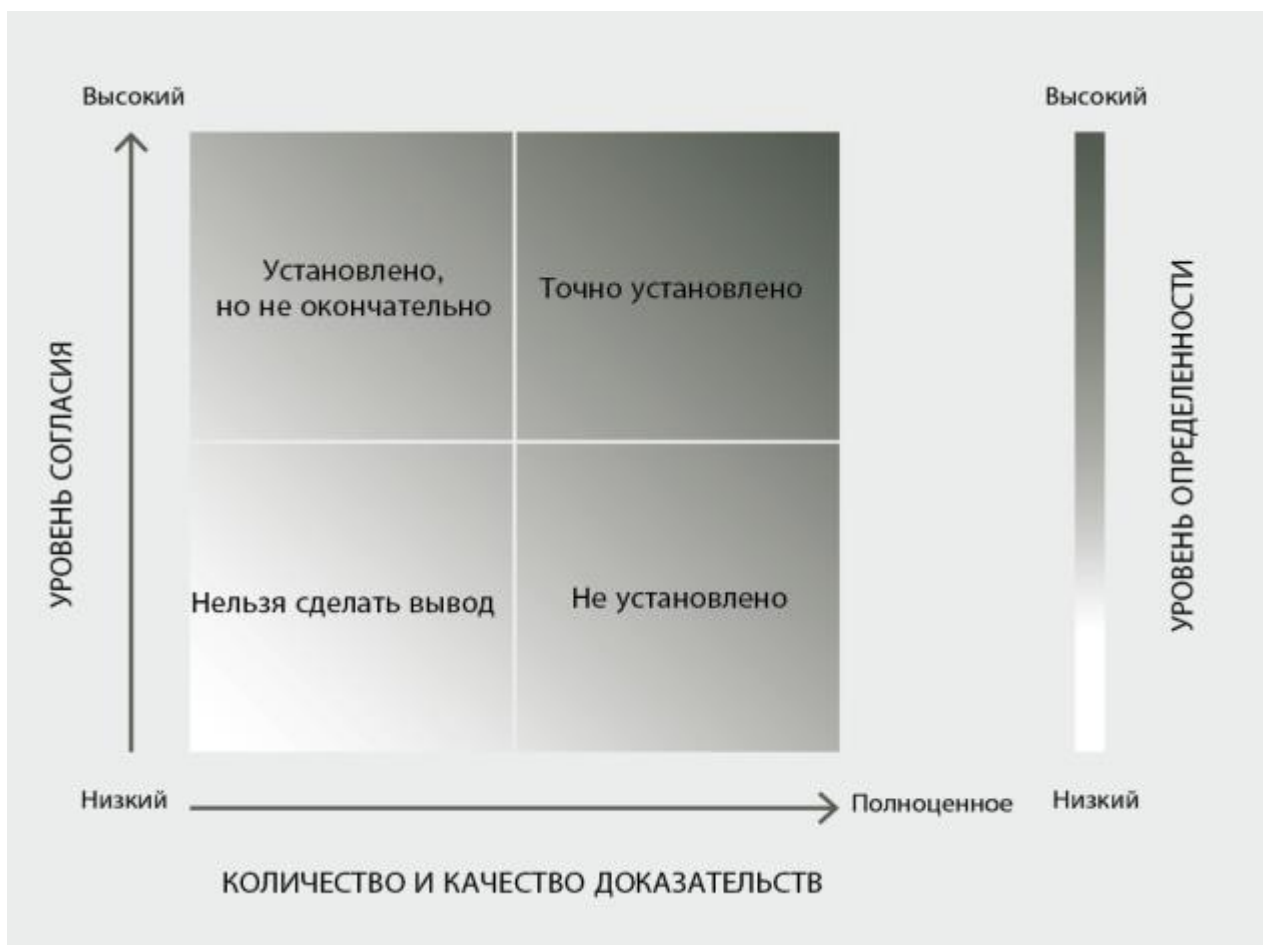 Высокий
Высокий
Установлено,
но не окончательно
Точно установлено
УРОВЕНЬ СОГЛАСИЯ
УРОВЕНЬ ОПРЕДЕЛЕННОСТИ
Нельзя сделать вывод
Не установлено
Низкий
Полноценное
Низкий
КОЛИЧЕСТВО И КАЧЕСТВО ДОКАЗАТЕЛЬСТВ